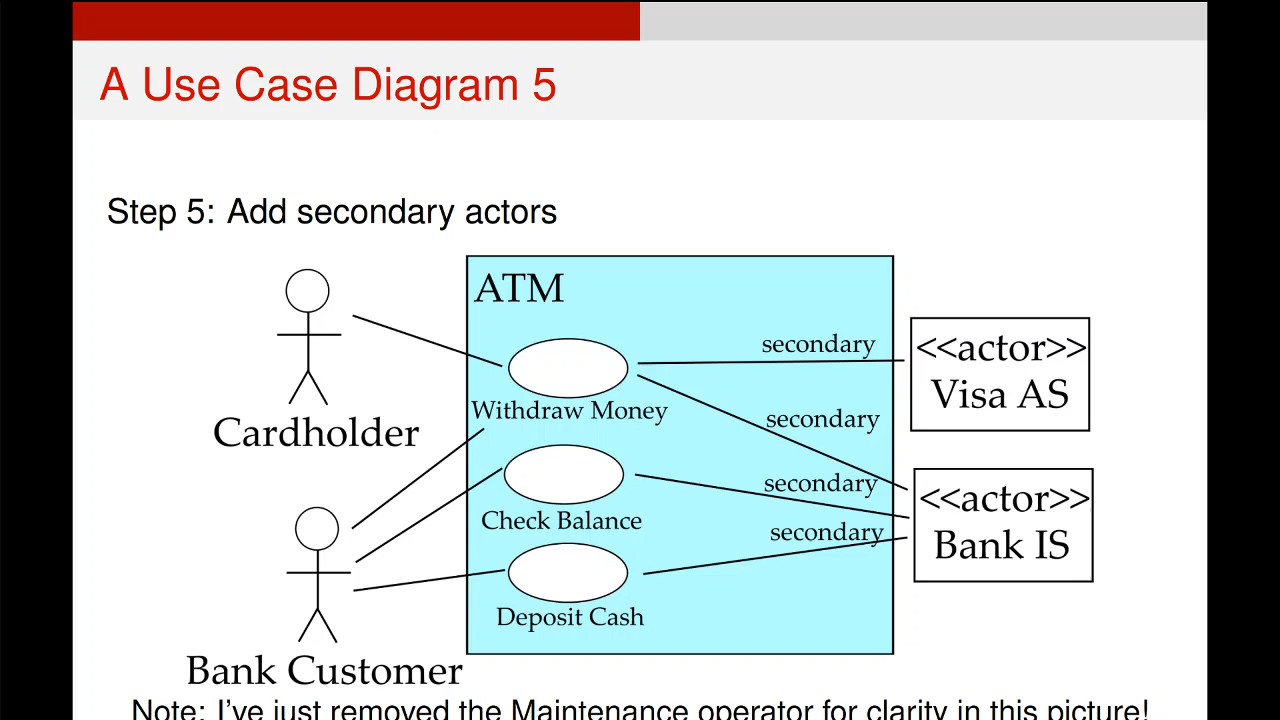 A Use Case Diagram 5
Step 5: Add secondary actors
ATM
secondary
<<actor>>
Visa AS
Withdraw Money
secondary
Cardholder
secondary
<<actor>>
Bank IS
Check Balance
secondary
Deposit Cash
Bank Customer
Note: I've just removed the Maintenance operator for clarity in this picture!